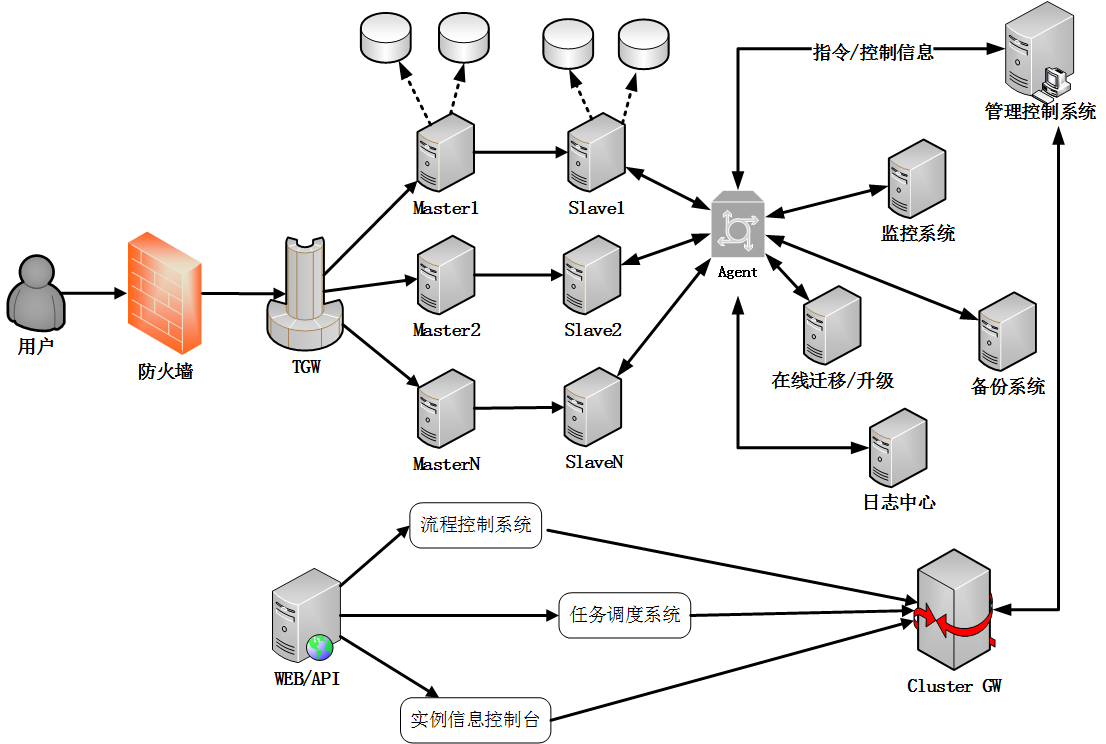 指令/控制信息
管理控制系统
Master1
Slave1
监控系统
Agent
用户
防火墙
TGW
Master2
Slave2
在线迁移/升级
备份系统
MasterN
SlaveN
日志中心
流程控制系统
任务调度系统
WEB/API
Cluster GW
实例信息控制台